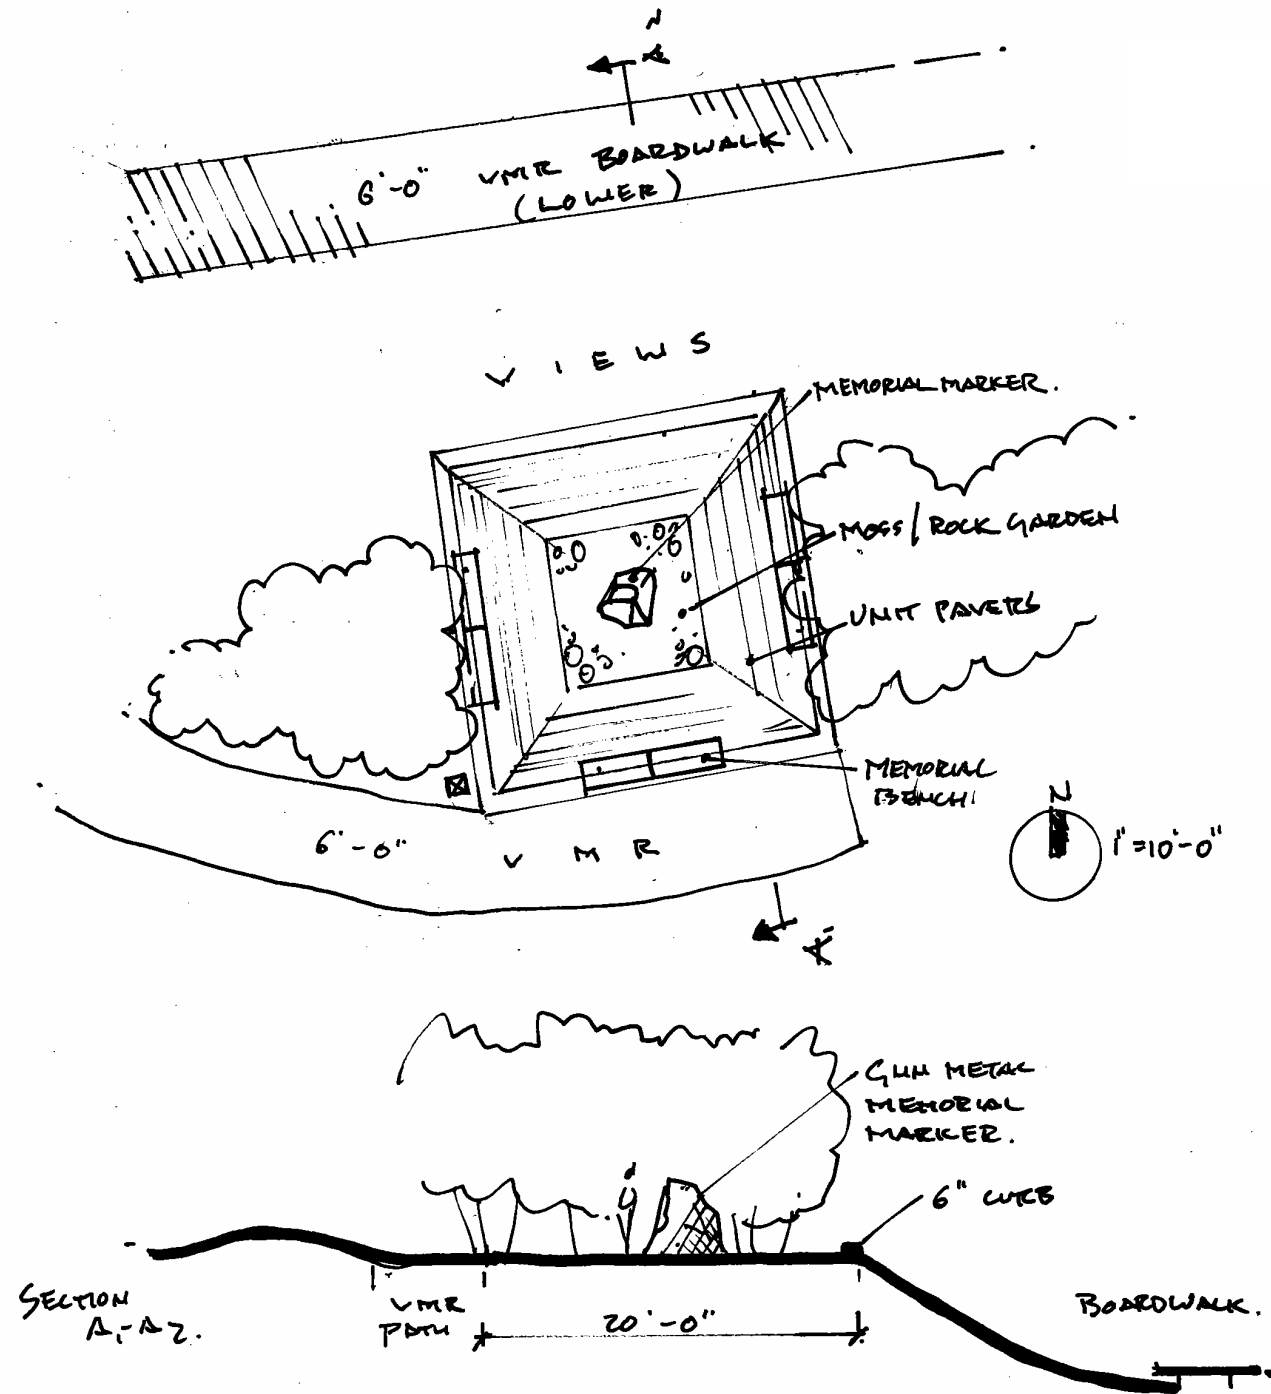 N
A
6'-0" VMR BOARDWALK
(LOWER)
VIEWS
MEMORIAL MARKER.
MOSS/ROCK GARDEN
UNIT PAVERS
MEMORIAL
BENCH
6'-0" VMR
N
1"=10'-0"
A'
GUN METAL
MEMORIAL
MARKER.
6" CURB
SECTION
A1-A2.
VMR
PATH
20'-0"
BOARDWALK.